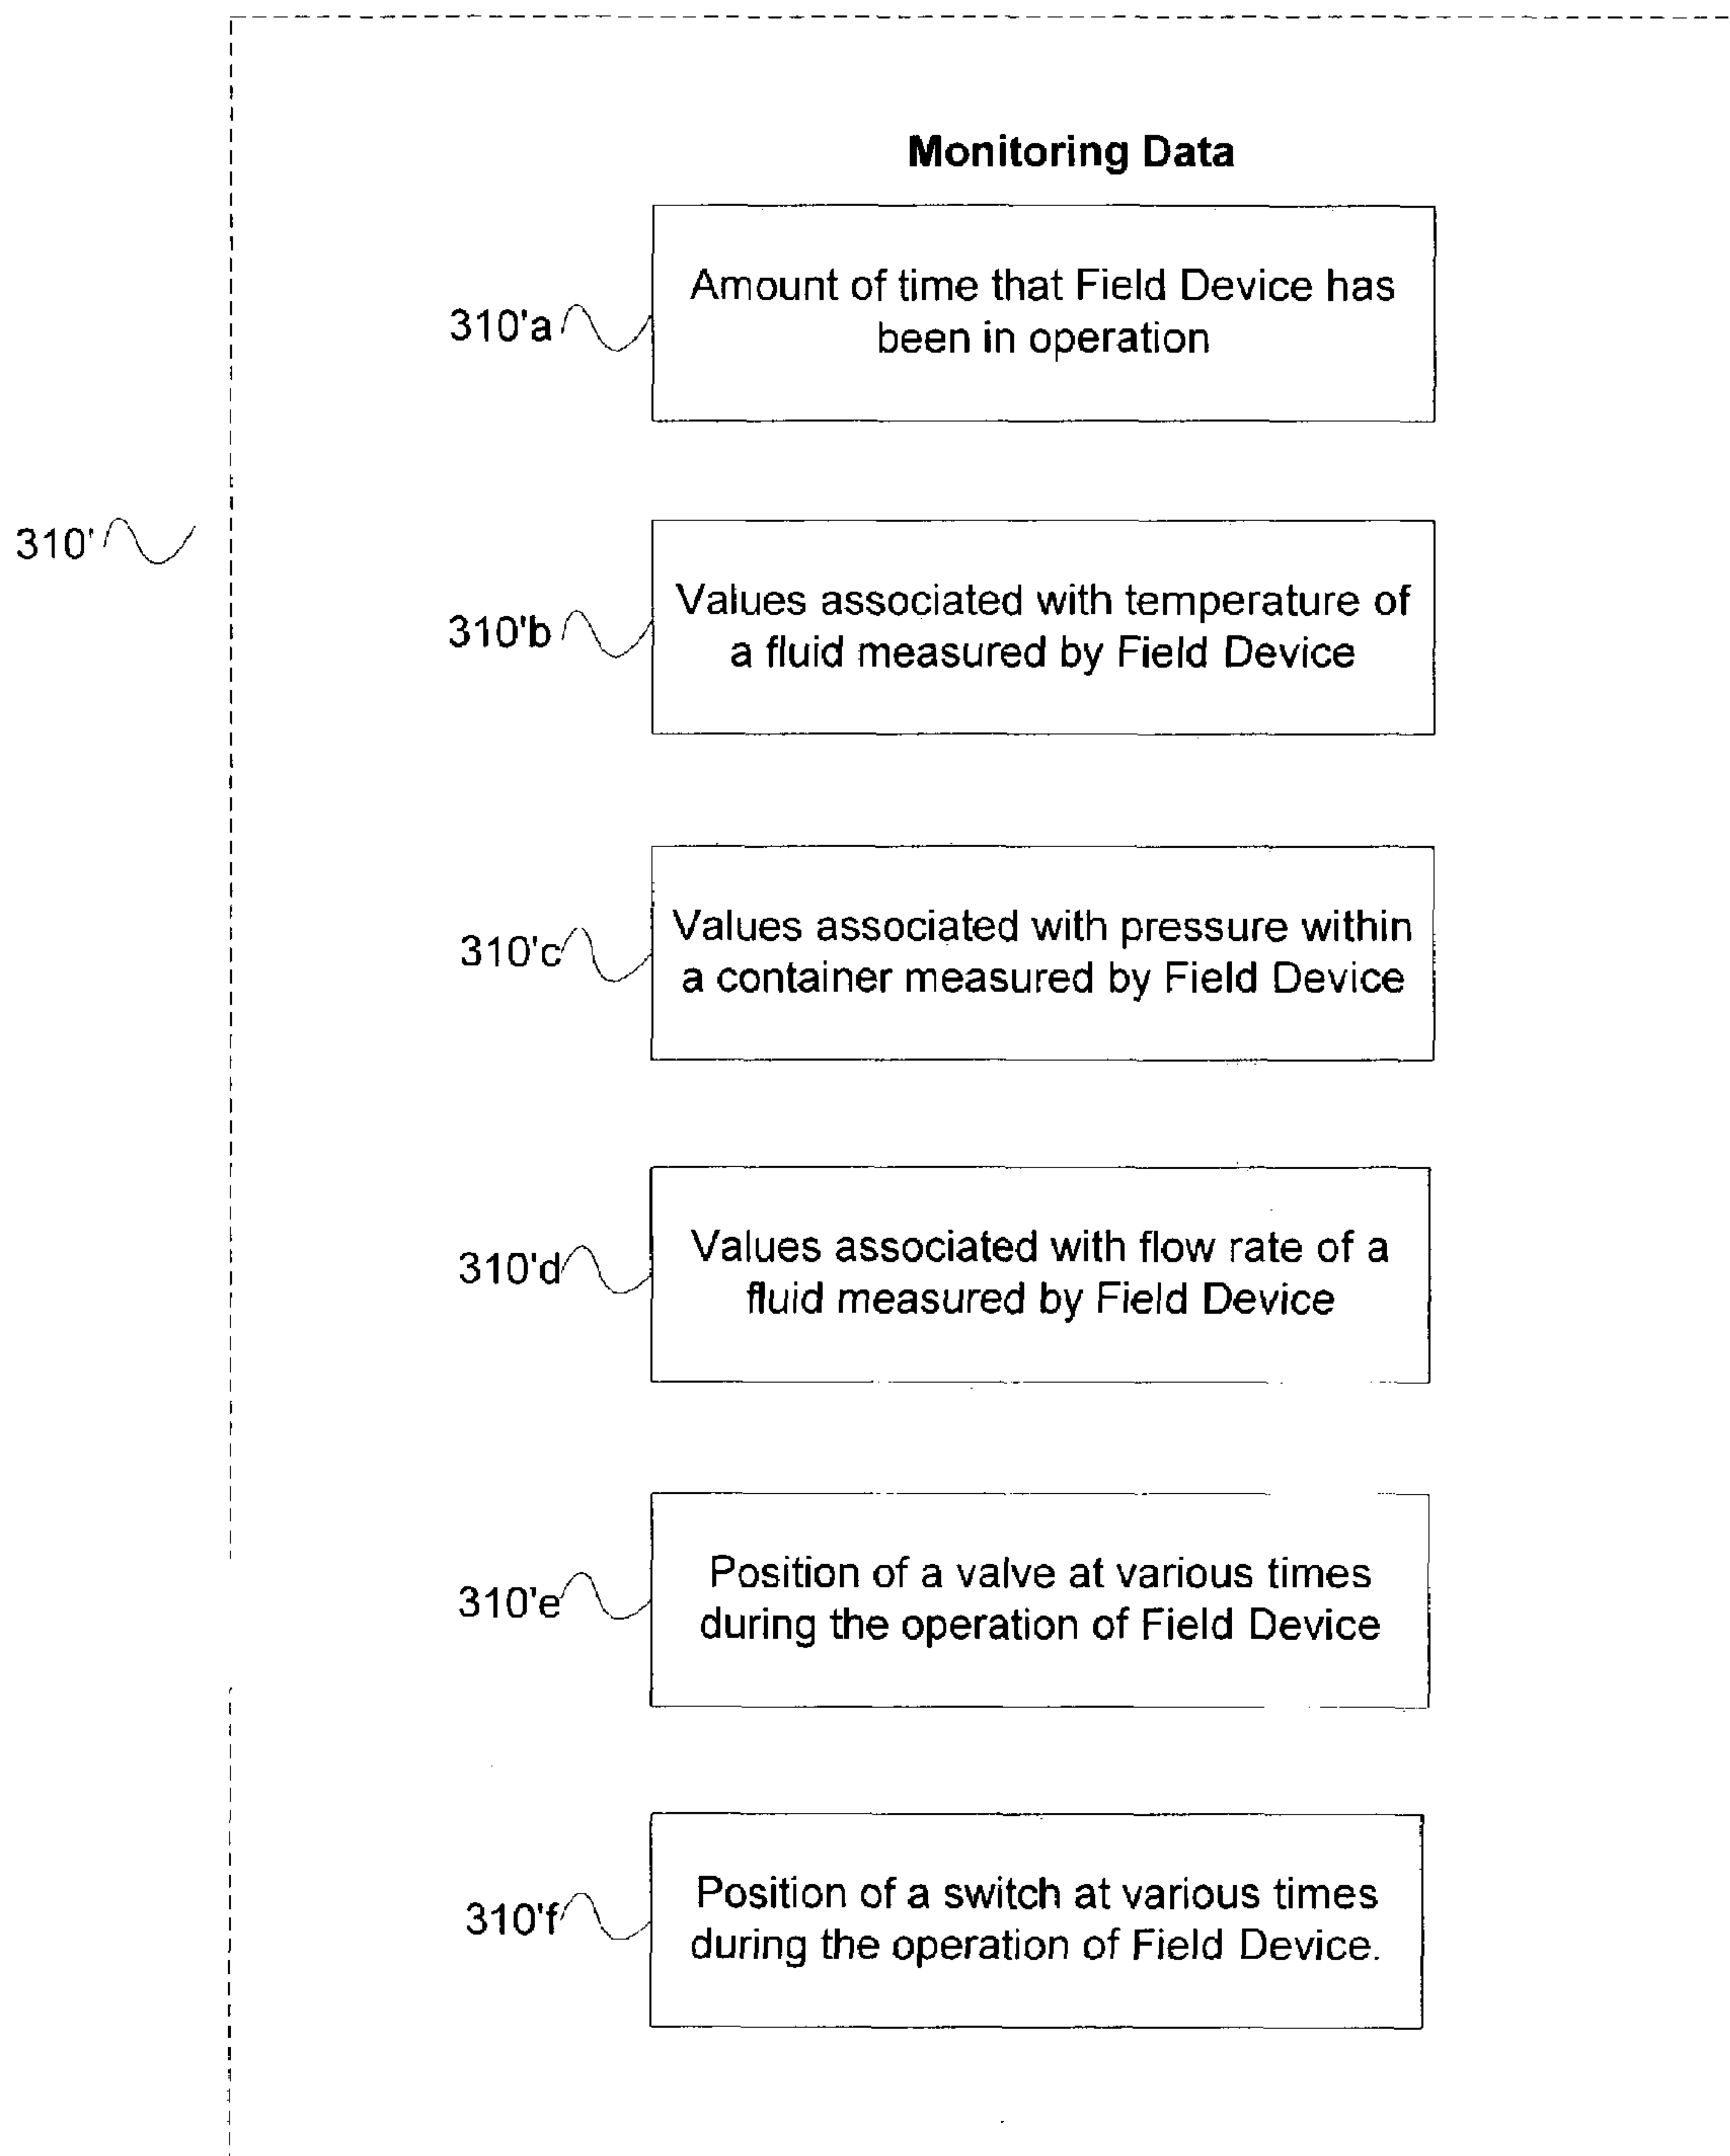 Monitoring Data
310'a
Amount of time that Field Device has
been in operation
310'
310'b
Values associated with temperature of
a fluid measured by Field Device
310'c
Values associated with pressure within
a container measured by Field Device
310'd
Values associated with flow rate of a
fluid measured by Field Device
310'e
Position of a valve at various times
during the operation of Field Device
310'f
Position of a switch at various times
during the operation of Field Device.